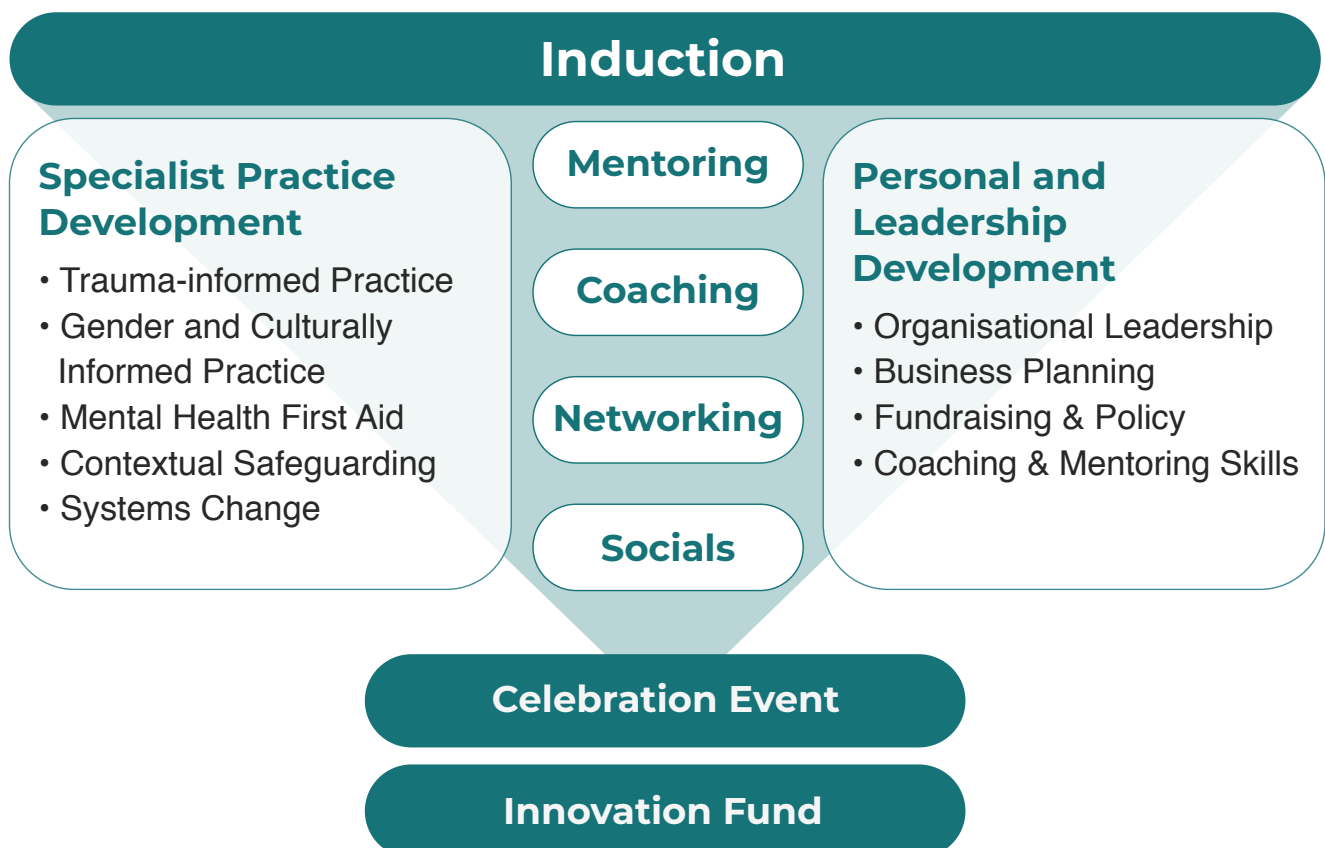 Induction
Specialist Practice
Development
• Trauma-informed Practice
• Gender and Culturally
Informed Practice
• Mental Health First Aid
• Contextual Safeguarding
• Systems Change
Mentoring
Coaching
Networking
Socials
Personal and
Leadership
Development
• Organisational Leadership
• Business Planning
• Fundraising & Policy
• Coaching & Mentoring Skills
Celebration Event
Innovation Fund